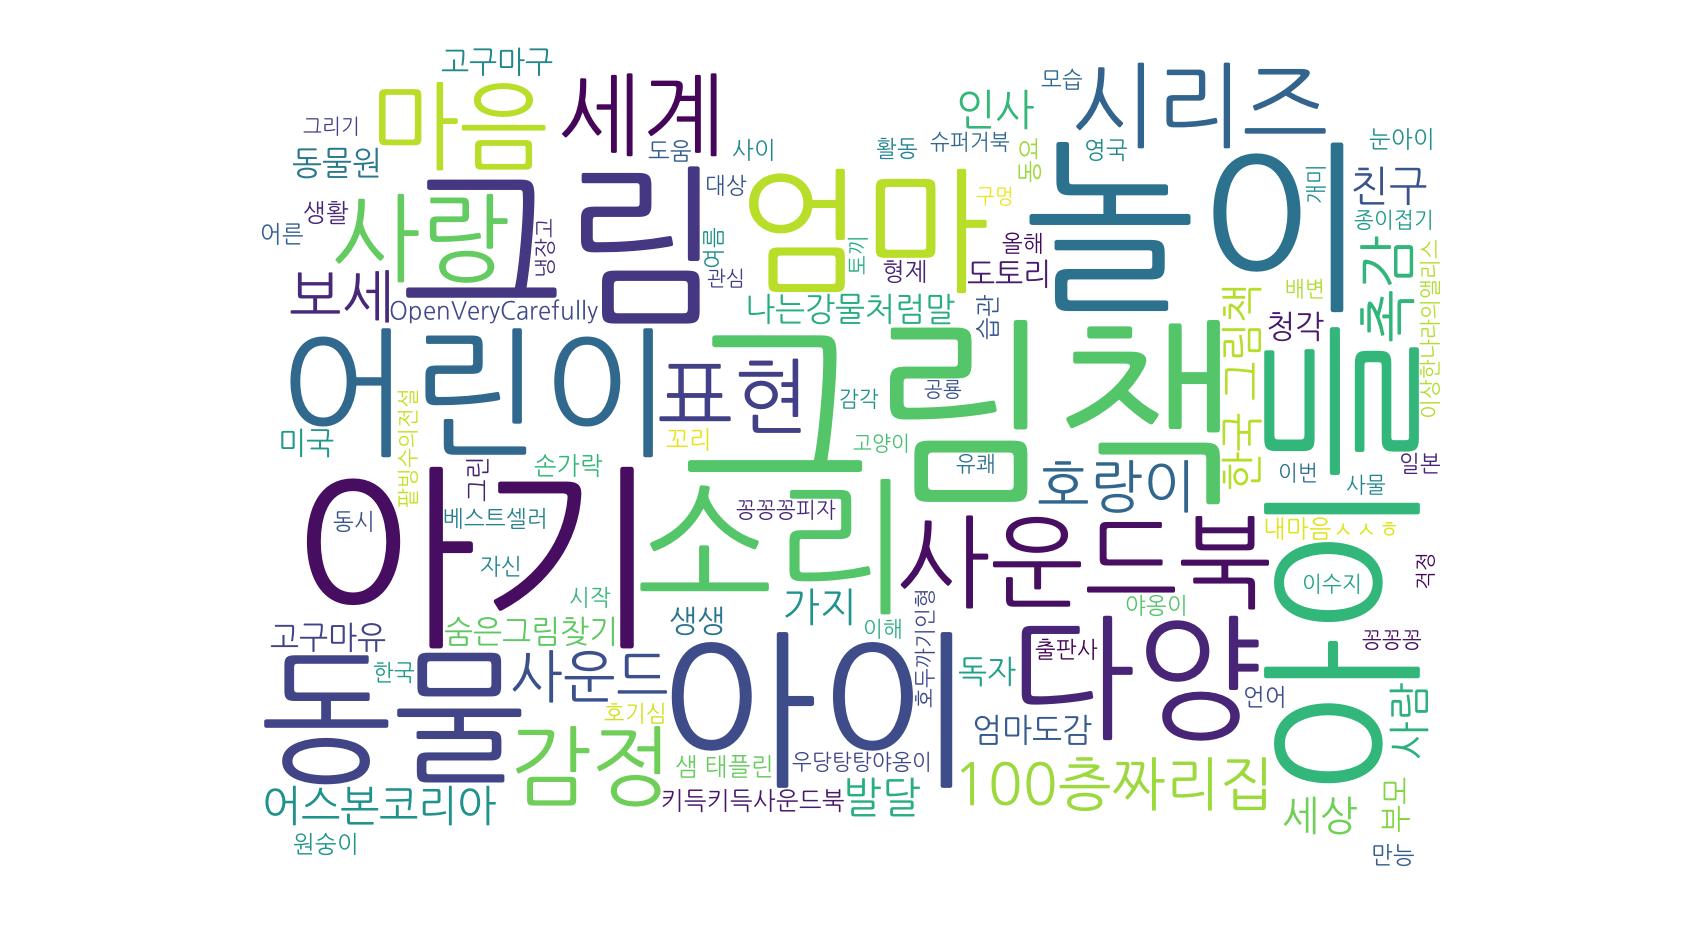 고구마구
그리기
마음
세계
동물원
도움
사이
활동
슈퍼거북
인사
모습
시리즈
영국
동여
눈아이
생활
어른
사랑
그림
냉장고
여름
대상
관심
엄마
토끼
구멍
형제
올해
도토리
놀이
개미
친구
종이접기
보세
OpenVeryCarefully
나는강물처럼말
습관
배변
청각
촉감
이상한나라의앨리스
어린이
표현
그림책
한국 그림책
아이들
미국
팥빙수의전설
꼬리
감각
공룡
고양이
유쾌
그린
손가락
호랑이
이번
사물
일본
아기
동시
베스트셀러
소리
꽁꽁꽁피자
사운드북
내마음ㅅㅅㅎ
자신
시작
가지
호두까기인형
야옹이
이수지
걱정
고구마유
숨은그림찾기
생생
이해
다양
출판사
꽁꽁꽁
동물
한국
사운드
호기심
아이
독자
엄마도감
언어
사람
감정
샘 태플린
우당탕탕야옹이
어스본코리아
키득키득사운드북
발달
100층짜리집
세상
부모
원숭이
만능